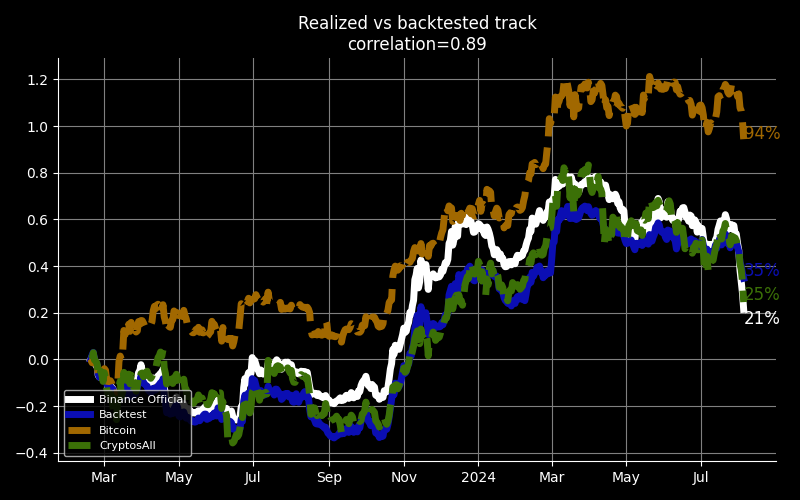 Realized vs backtested track
correlation=0.89
1.2
1.0
0.8
0.6
0.4
0.2
0.0
−0.2
−0.4
94%
35%
25%
21%
Binance Official
Backtest
Bitcoin
CryptosAll
Mar May Jul Sep Nov 2024 Mar May Jul